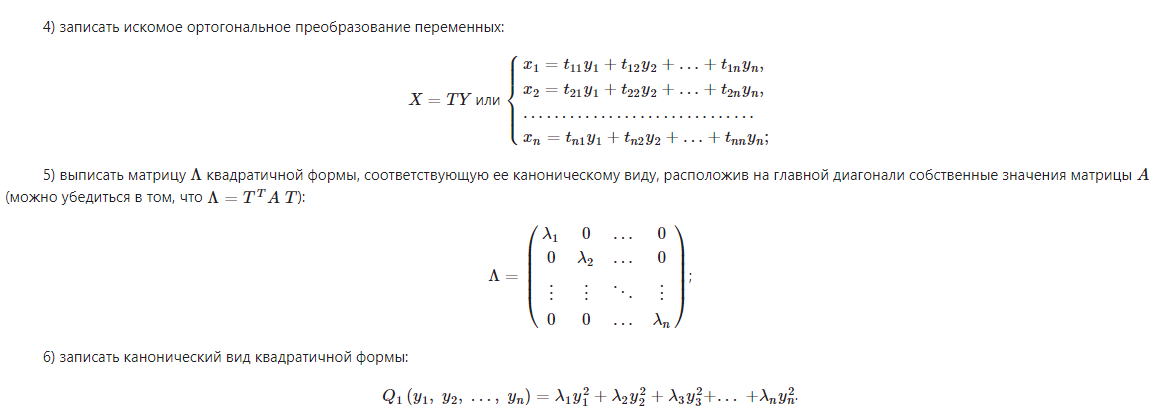 4) записать искомое ортогональное преобразование переменных:
X = TY или { x₁ = t₁₁y₁ + t₁₂y₂ + … + t₁ₙyₙ,
x₂ = t₂₁y₁ + t₂₂y₂ + … + t₂ₙyₙ,
…………………………
xₙ = tₙ₁y₁ + tₙ₂y₂ + … + tₙₙyₙ;
5) выписать матрицу Λ квадратичной формы, соответствующую ее каноническому виду, расположив на главной диагонали собственные значения матрицы A
(можно убедиться в том, что Λ = TᵀA T):
Λ = ( λ₁ 0 … 0
0 λ₂ … 0
⋮ ⋮ ⋱ ⋮
0 0 … λₙ ) ;
6) записать канонический вид квадратичной формы:
Q₁ (y₁, y₂, …, yₙ) = λ₁y₁² + λ₂y₂² + λ₃y₃²+… +λₙyₙ².